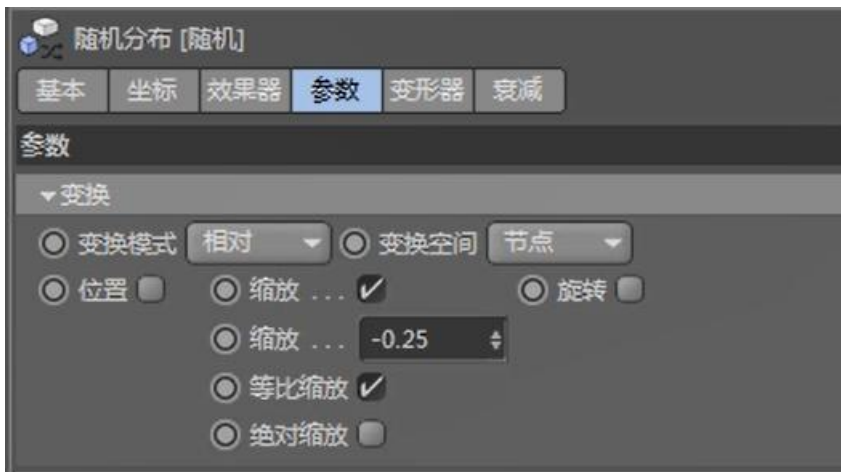 随机分布 [随机]
基本 坐标 效果器 参数 变形器 衰减
参数
变换
变换模式 相对 变换空间 节点
位置 缩放 ... 旋转
缩放 ... -0.25
等比缩放
绝对缩放